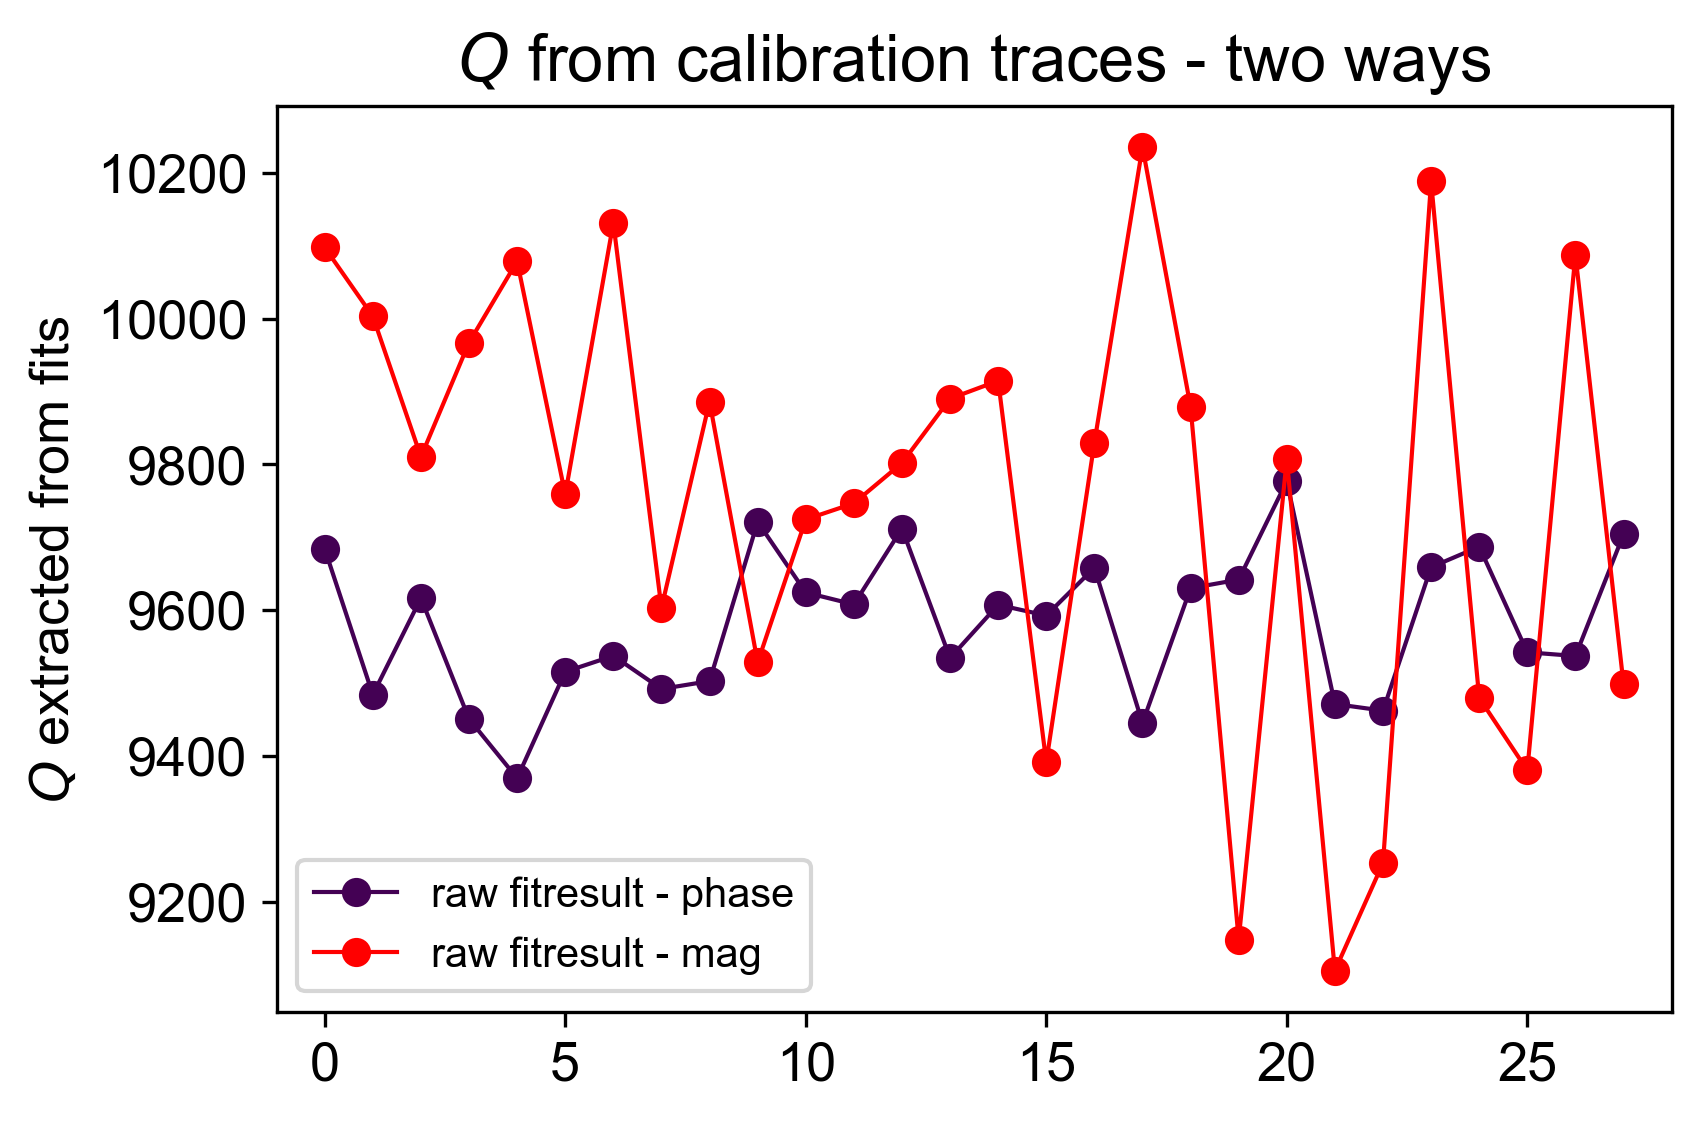 Q from calibration traces - two ways
Q extracted from fits
10200
10000
9800
9600
9400
9200
raw fitresult - phase
raw fitresult - mag
0 5 10 15 20 25